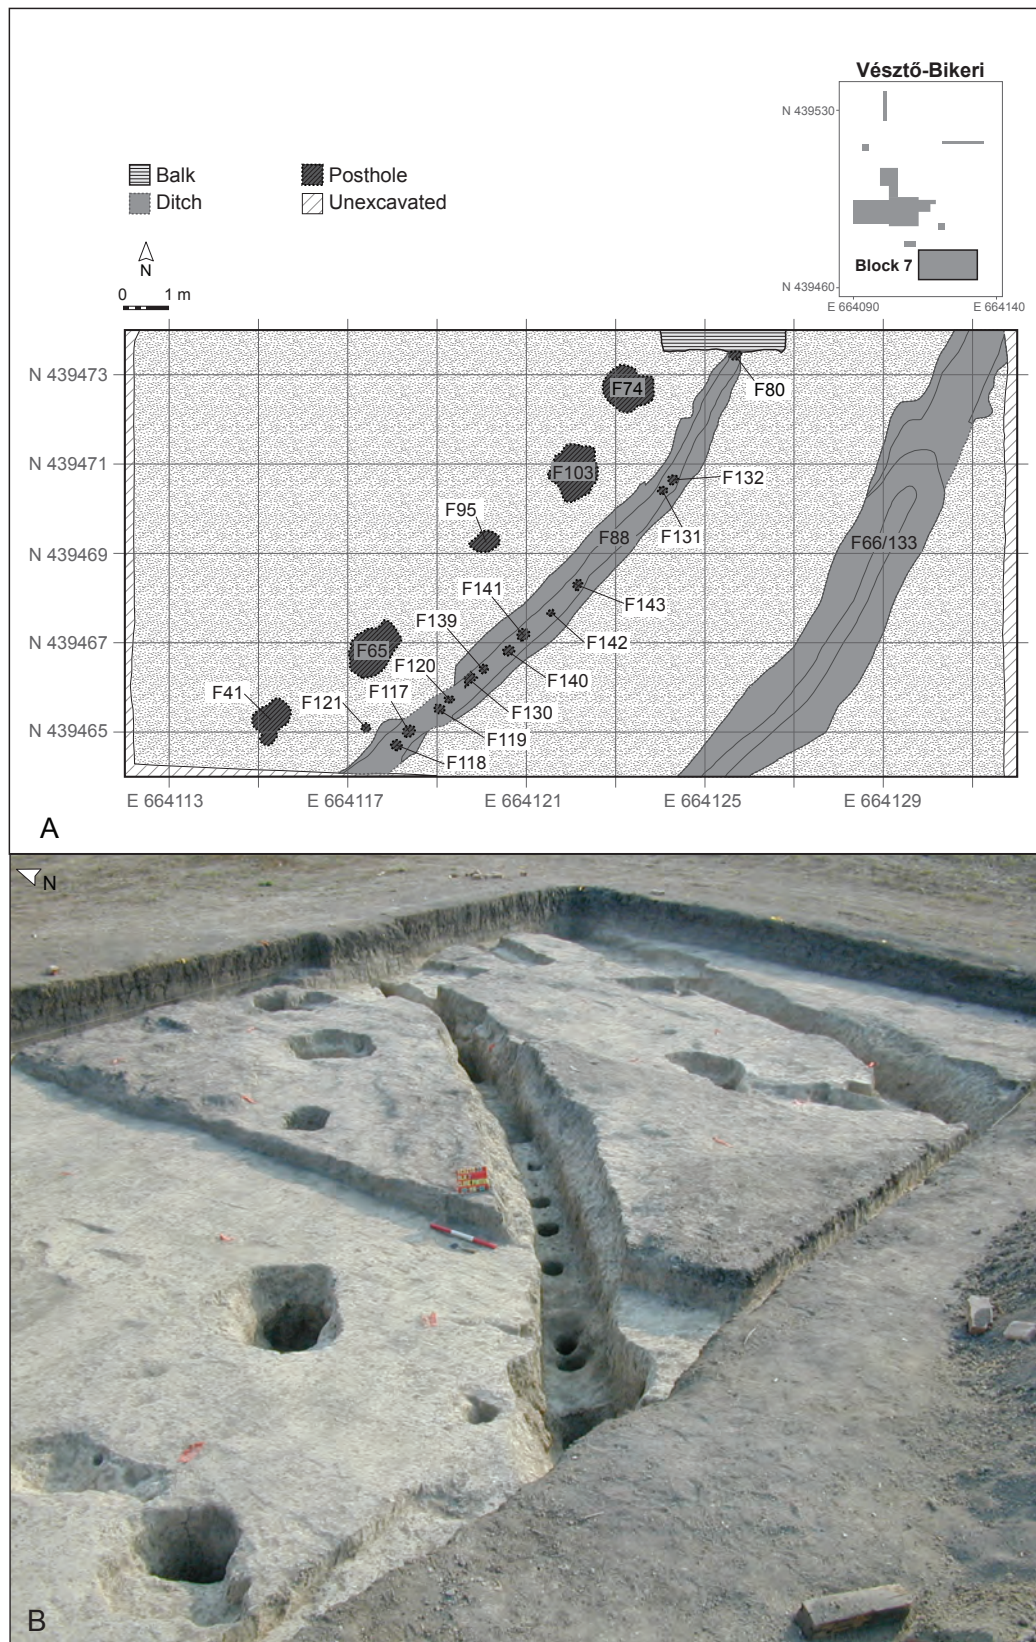 Vésztő-Bikeri
N 439530
N 439460
Block 7
E 664090
E 664140
Balk
Posthole
Ditch
Unexcavated
N
0 1 m
N 439473
N 439471
N 439469
N 439467
N 439465
F74
F80
F103
F132
F95
F88
F131
F66/133
F141
F143
F139
F142
F65
F120
F140
F41
F121
F117
F130
F119
F118
E 664113
E 664117
E 664121
E 664125
E 664129
A
N
B